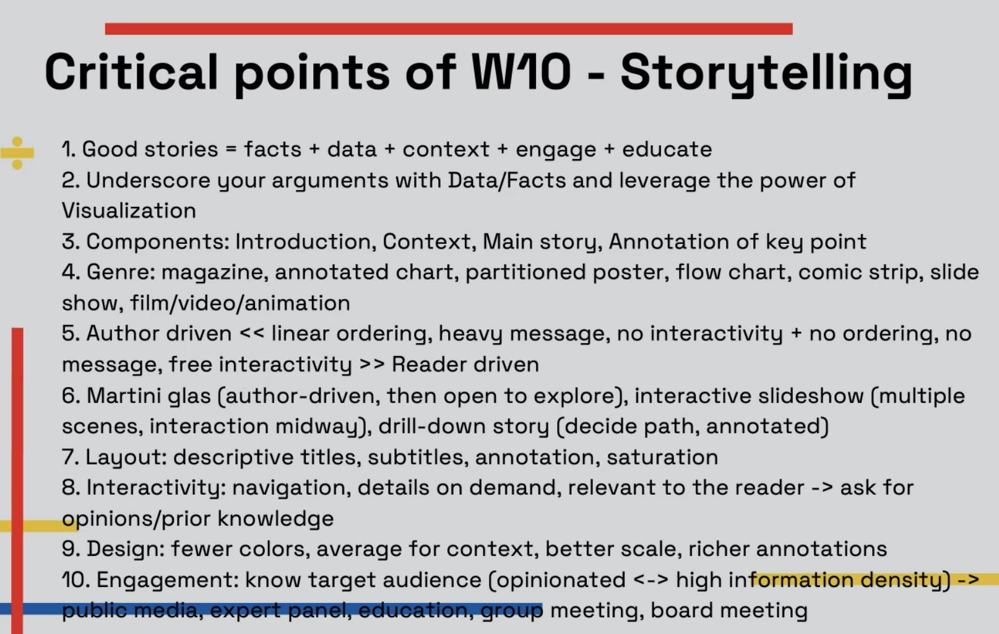 Critical points of W10 - Storytelling
1. Good stories = facts + data + context + engage + educate
2. Underscore your arguments with Data/Facts and leverage the power of
Visualization
3. Components: Introduction, Context, Main story, Annotation of key point
4. Genre: magazine, annotated chart, partitioned poster, flow chart, comic strip, slide
show, film/video/animation
5. Author driven << linear ordering, heavy message, no interactivity + no ordering, no
message, free interactivity >> Reader driven
6. Martini glas (author-driven, then open to explore), interactive slideshow (multiple
scenes, interaction midway), drill-down story (decide path, annotated)
7. Layout: descriptive titles, subtitles, annotation, saturation
8. Interactivity: navigation, details on demand, relevant to the reader -> ask for
opinions/prior knowledge
9. Design: fewer colors, average for context, better scale, richer annotations
10. Engagement: know target audience (opinionated <-> high information density) ->
public media, expert panel, education, group meeting, board meeting